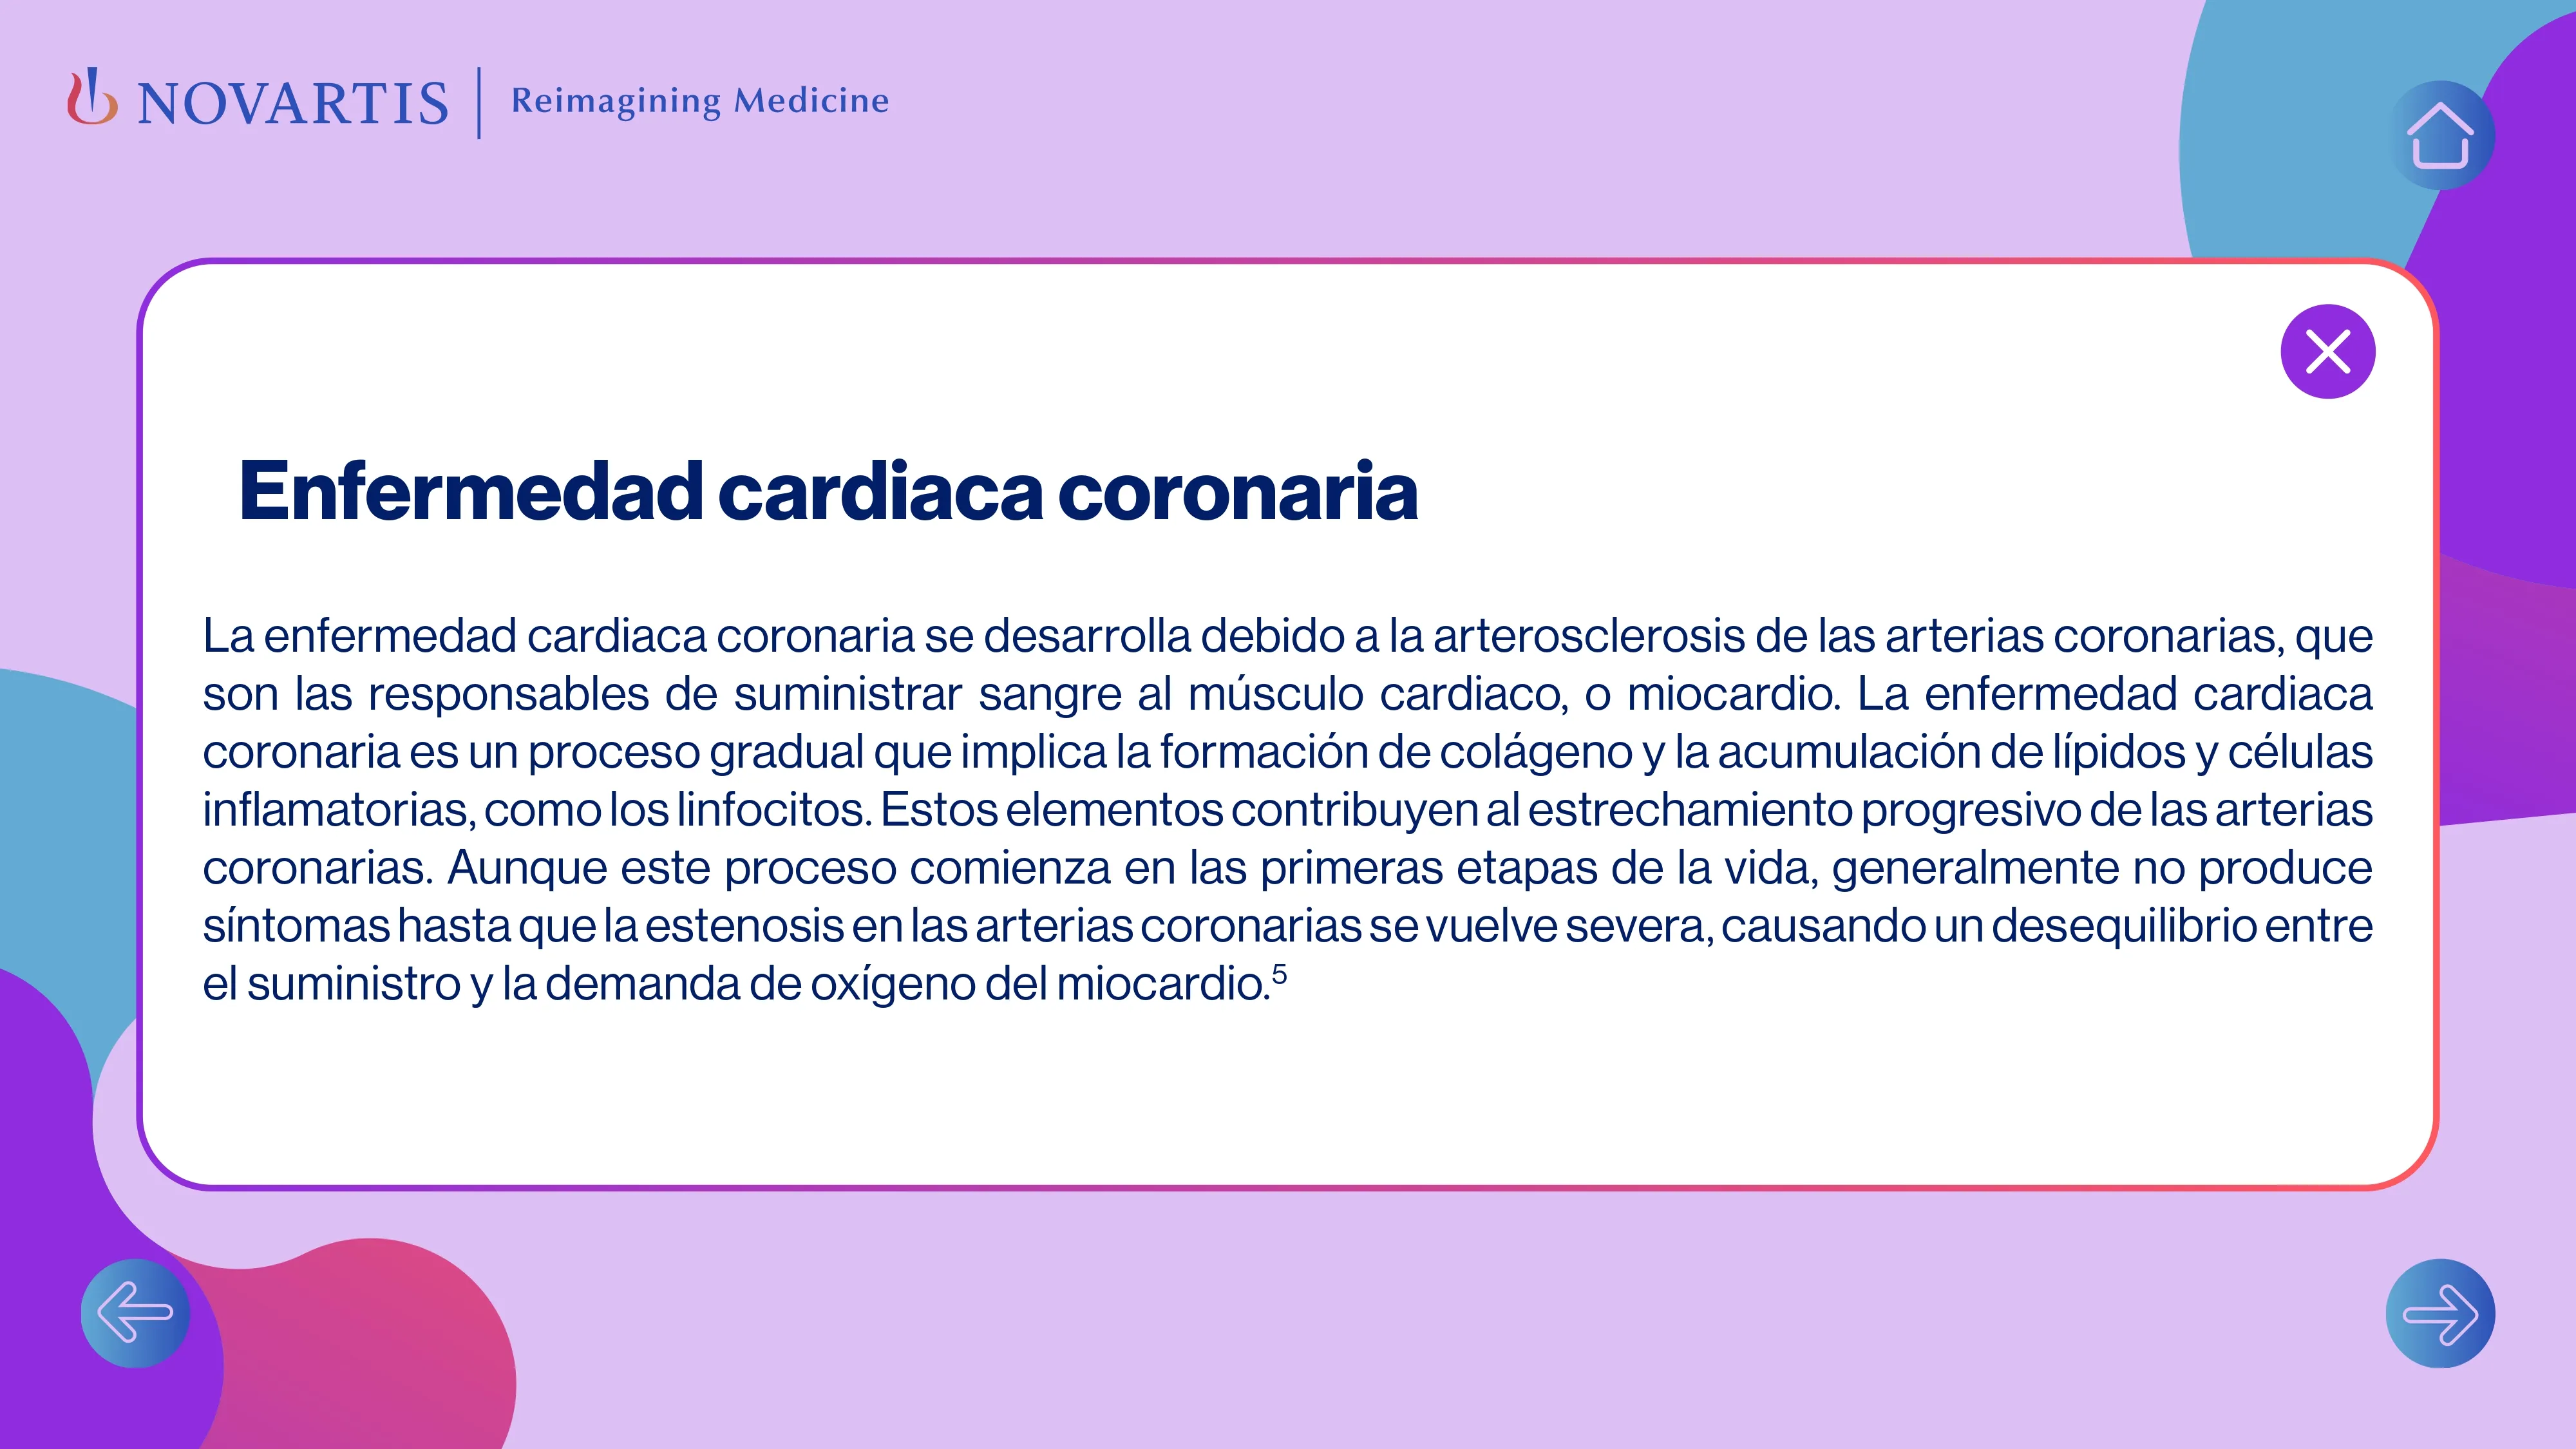 NOVARTIS | Reimagining Medicine
Enfermedad cardiaca coronaria
La enfermedad cardiaca coronaria se desarrolla debido a la arterosclerosis de las arterias coronarias, que
son las responsables de suministrar sangre al músculo cardiaco, o miocardio. La enfermedad cardiaca
coronaria es un proceso gradual que implica la formación de colágeno y la acumulación de lípidos y células
inflamatorias, como los linfocitos. Estos elementos contribuyen al estrechamiento progresivo de las arterias
coronarias. Aunque este proceso comienza en las primeras etapas de la vida, generalmente no produce
síntomas hasta que la estenosis en las arterias coronarias se vuelve severa, causando un desequilibrio entre
el suministro y la demanda de oxígeno del miocardio.⁵